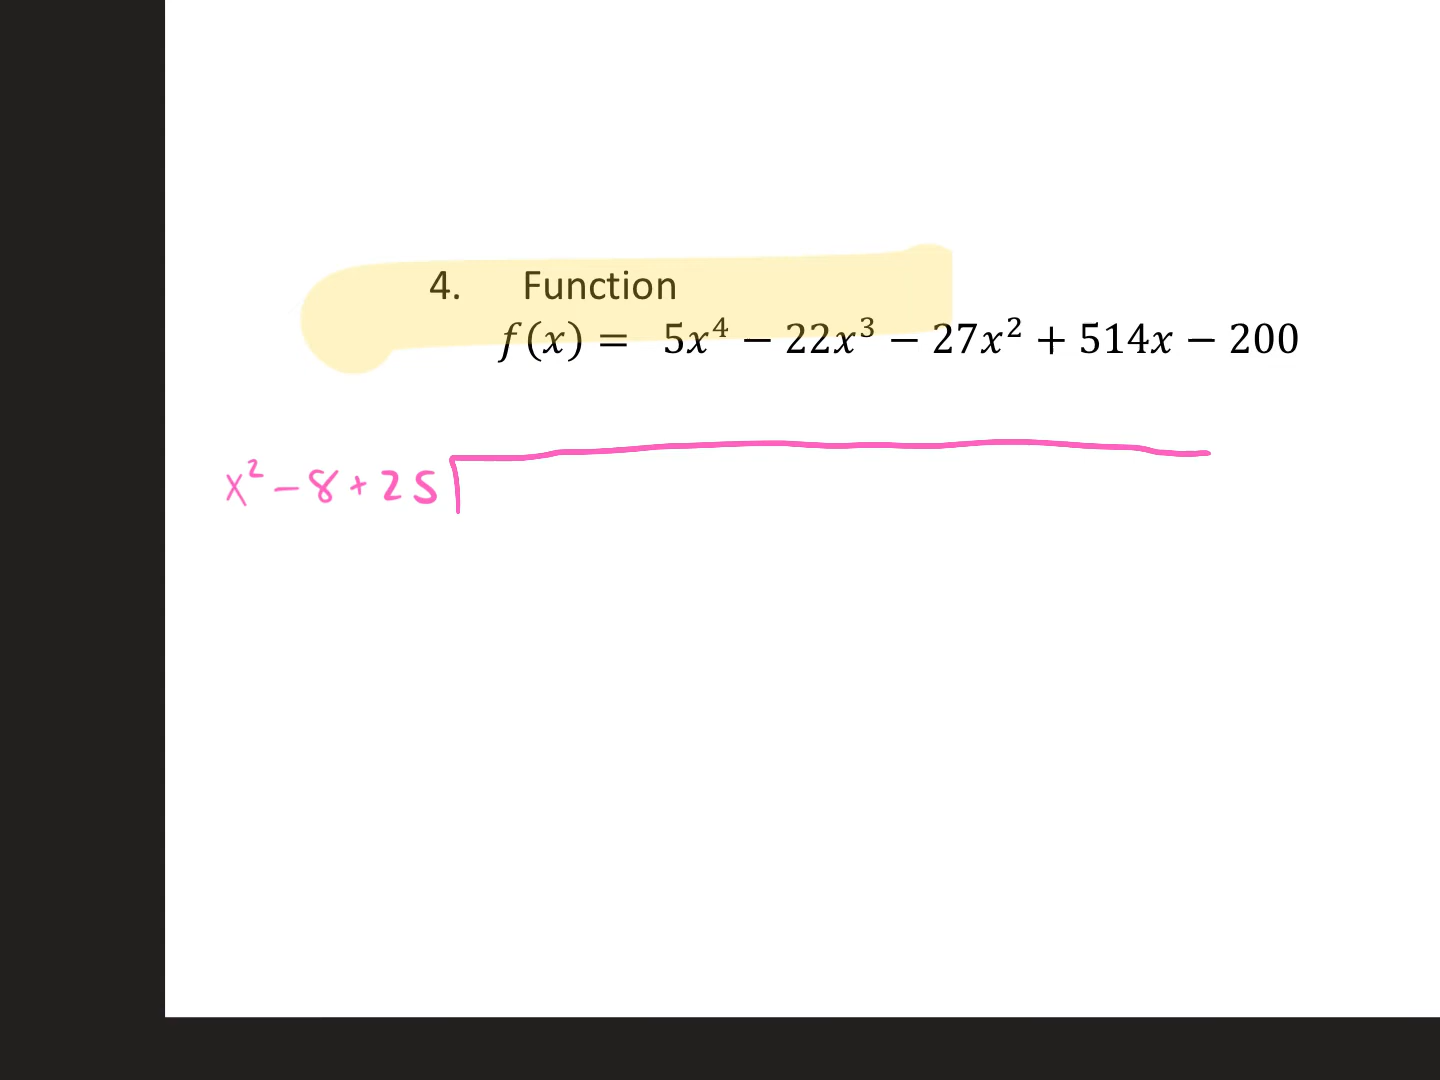 4. Function
f(x) = 5x⁴ − 22x³ − 27x² + 514x − 200
x² − 8 + 25